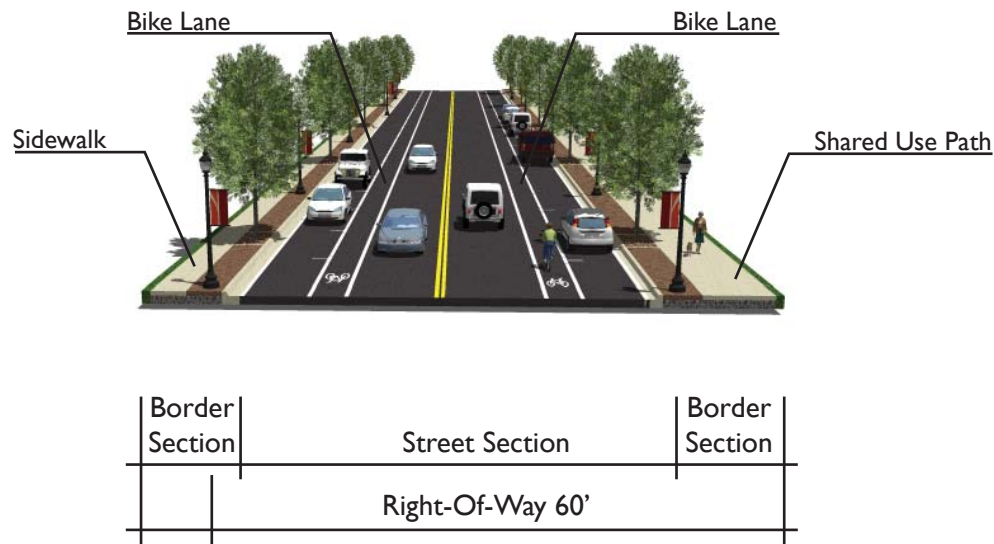 Bike Lane
Bike Lane
Sidewalk
Shared Use Path
Border
Section
Street Section
Border
Section
Right-Of-Way 60’